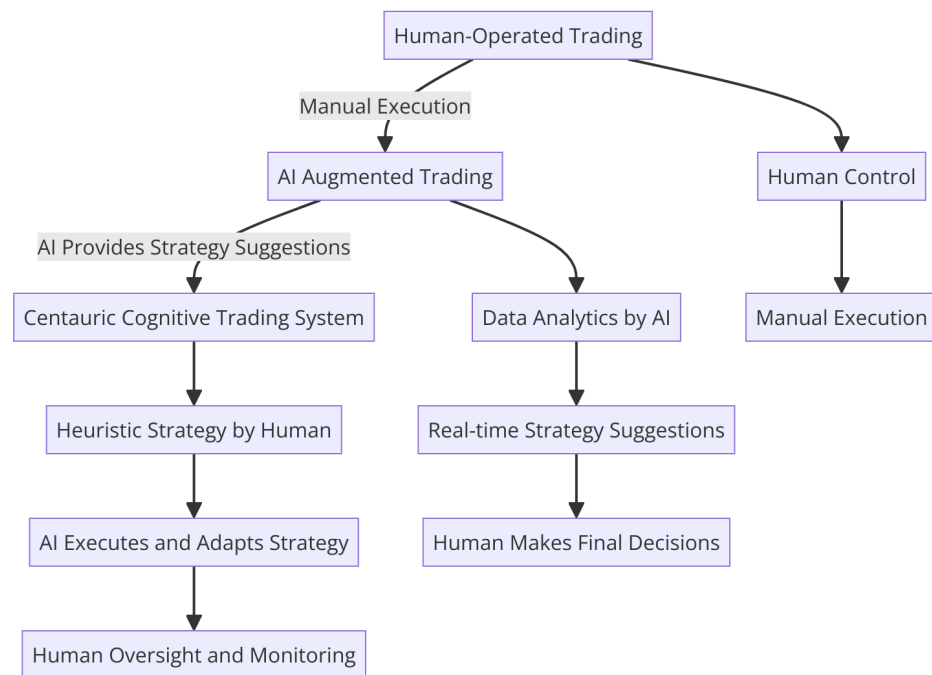 Human-Operated Trading
Manual Execution
AI Augmented Trading
Human Control
AI Provides Strategy Suggestions
Centauric Cognitive Trading System
Data Analytics by AI
Manual Execution
Heuristic Strategy by Human
Real-time Strategy Suggestions
AI Executes and Adapts Strategy
Human Makes Final Decisions
Human Oversight and Monitoring